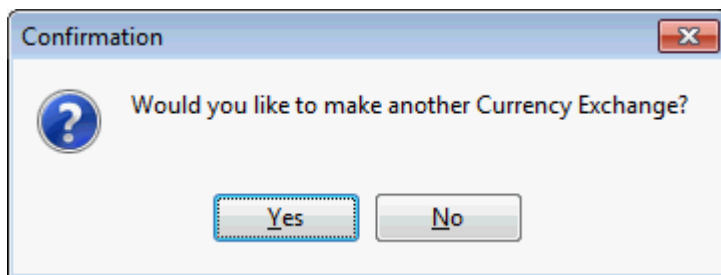 Confirmation
Would you like to make another Currency Exchange?
Yes No